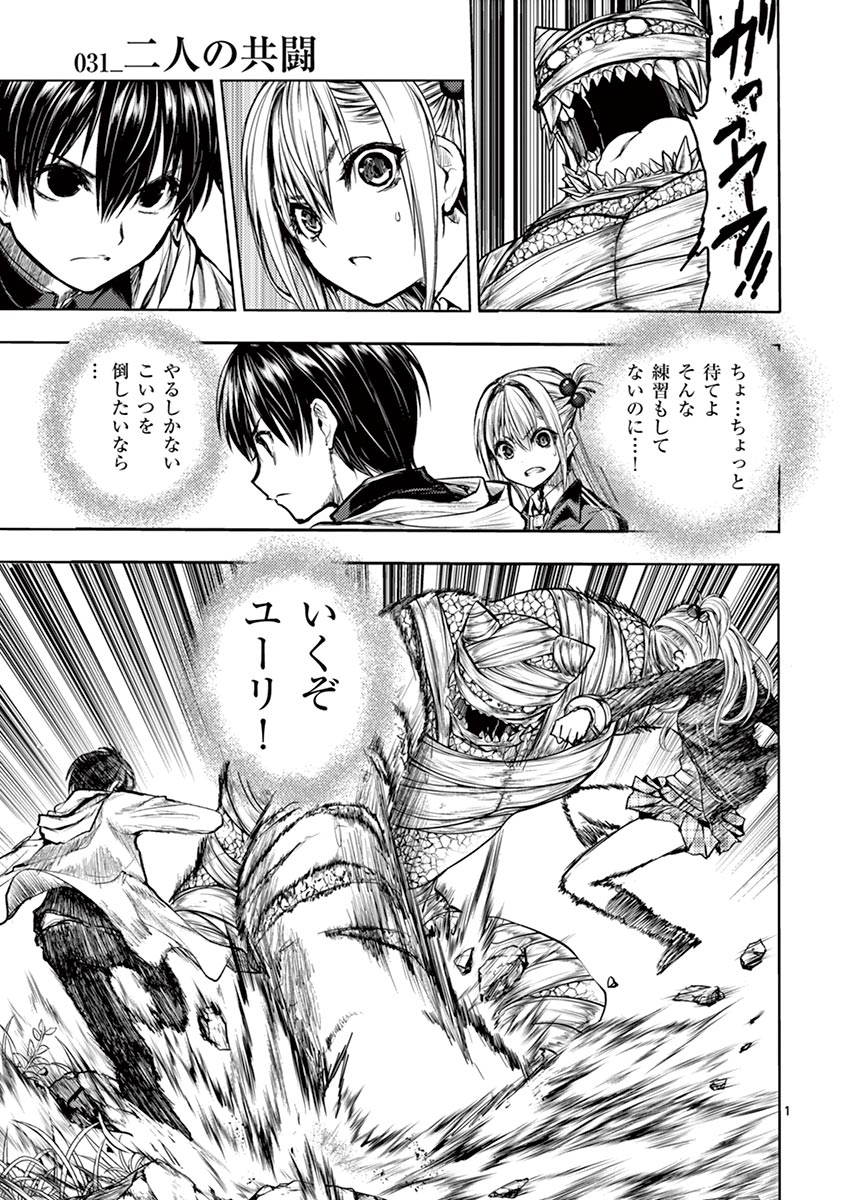 031_二人の共闘
ガァァーアァ!!
ちょ…ちょっと
待てよ
そんな
練習もして
ないのに…!
やるしかない
こいつを
倒したいなら
…
いくぞ
ユーリ!
1